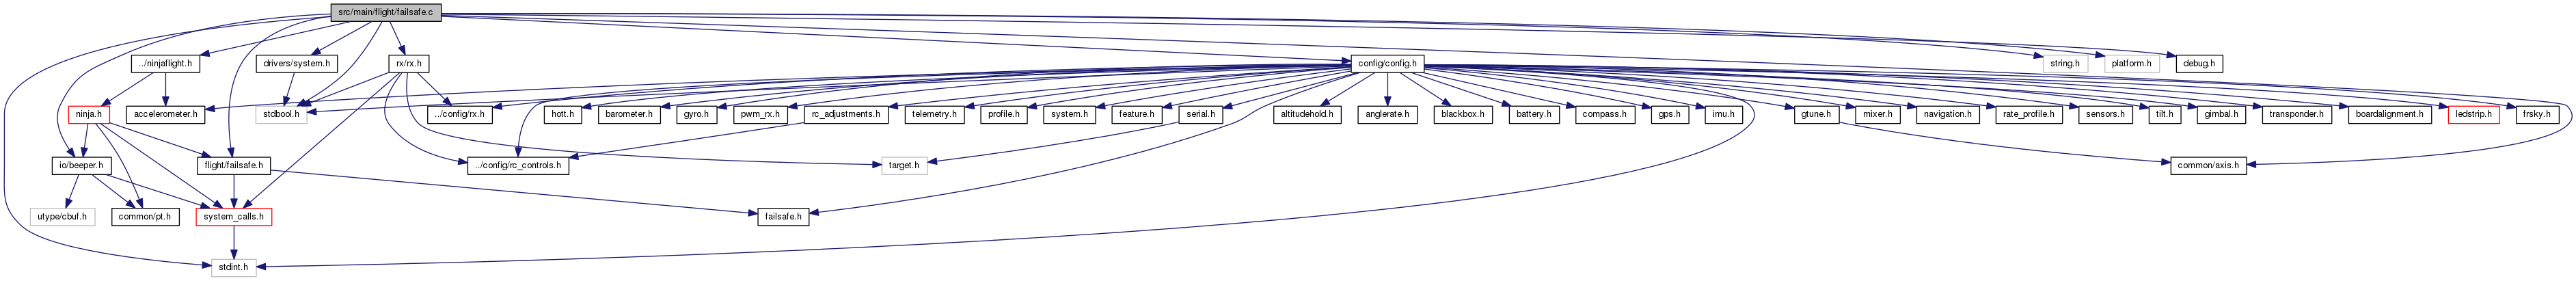 src/main/flight/failsafe.c
../ninjaflight.h
drivers/system.h
rx/rx.h
config/config.h
string.h
platform.h
debug.h
ninja.h
accelerometer.h
stdbool.h
../config/rx.h
hott.h
barometer.h
gyro.h
pwm_rx.h
rc_adjustments.h
telemetry.h
profile.h
system.h
feature.h
serial.h
altitudehold.h
anglerate.h
blackbox.h
battery.h
compass.h
gps.h
imu.h
gtune.h
mixer.h
navigation.h
rate_profile.h
sensors.h
tilt.h
gimbal.h
transponder.h
boardalignment.h
ledstrip.h
frsky.h
io/beeper.h
flight/failsafe.h
../config/rc_controls.h
target.h
common/axis.h
utype/cbuf.h
common/pt.h
system_calls.h
failsafe.h
stdint.h